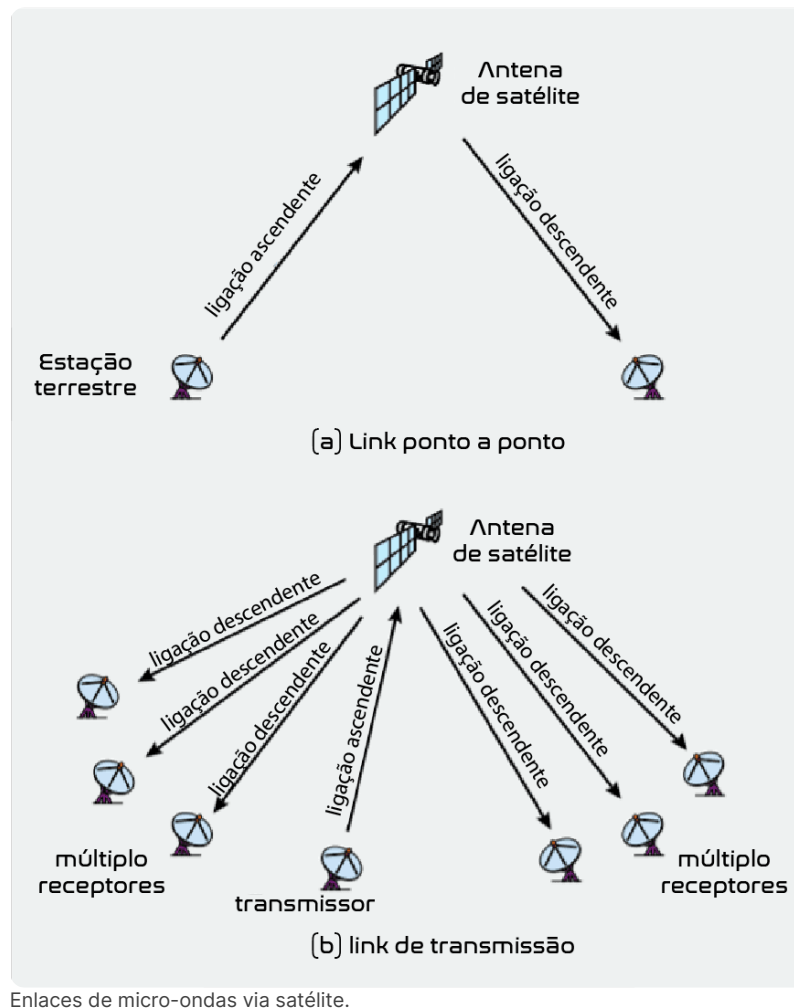 Antena
de satélite
ligação ascendente
ligação descendente
Estação
terrestre
(a) Link ponto a ponto
Antena
de satélite
ligação descendente
ligação descendente
ligação descendente
ligação ascendente
ligação descendente
ligação descendente
ligação descendente
múltiplo
receptores
transmissor
múltiplo
receptores
(b) link de transmissão
Enlaces de micro-ondas via satélite.